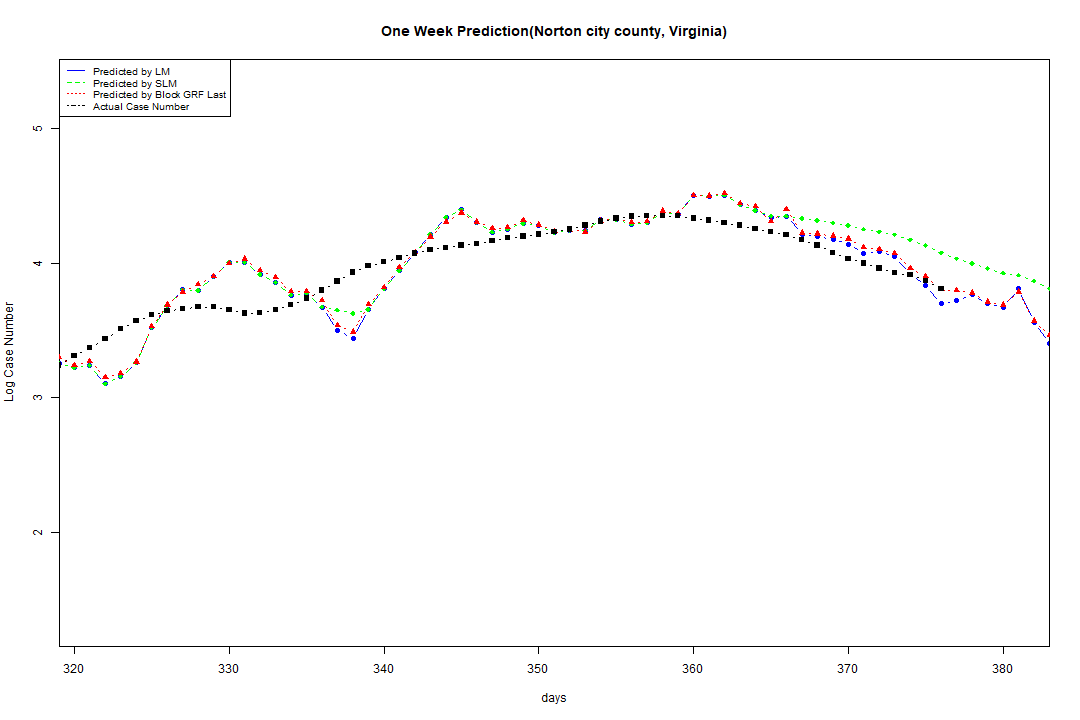 One Week Prediction(Norton city county, Virginia)
Predicted by LM
Predicted by SLM
Predicted by Block GRF Last
Actual Case Number
5
4
3
2
Log Case Number
320 330 340 350 360 370 380
days